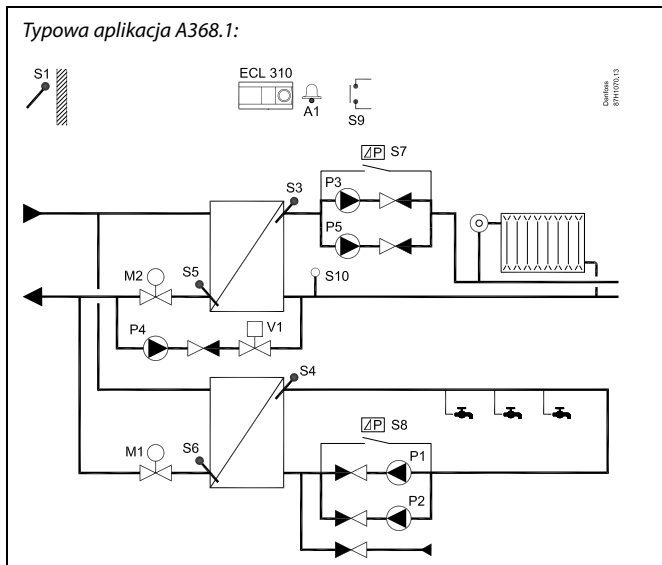 Typowa aplikacja A368.1:
S1
ECL 310
A1
S9
Danfoss
87H1070.13
P S7
S3
P3
P5
M2
S5
S10
P4
V1
S4
P S8
M1
S6
P1
P2